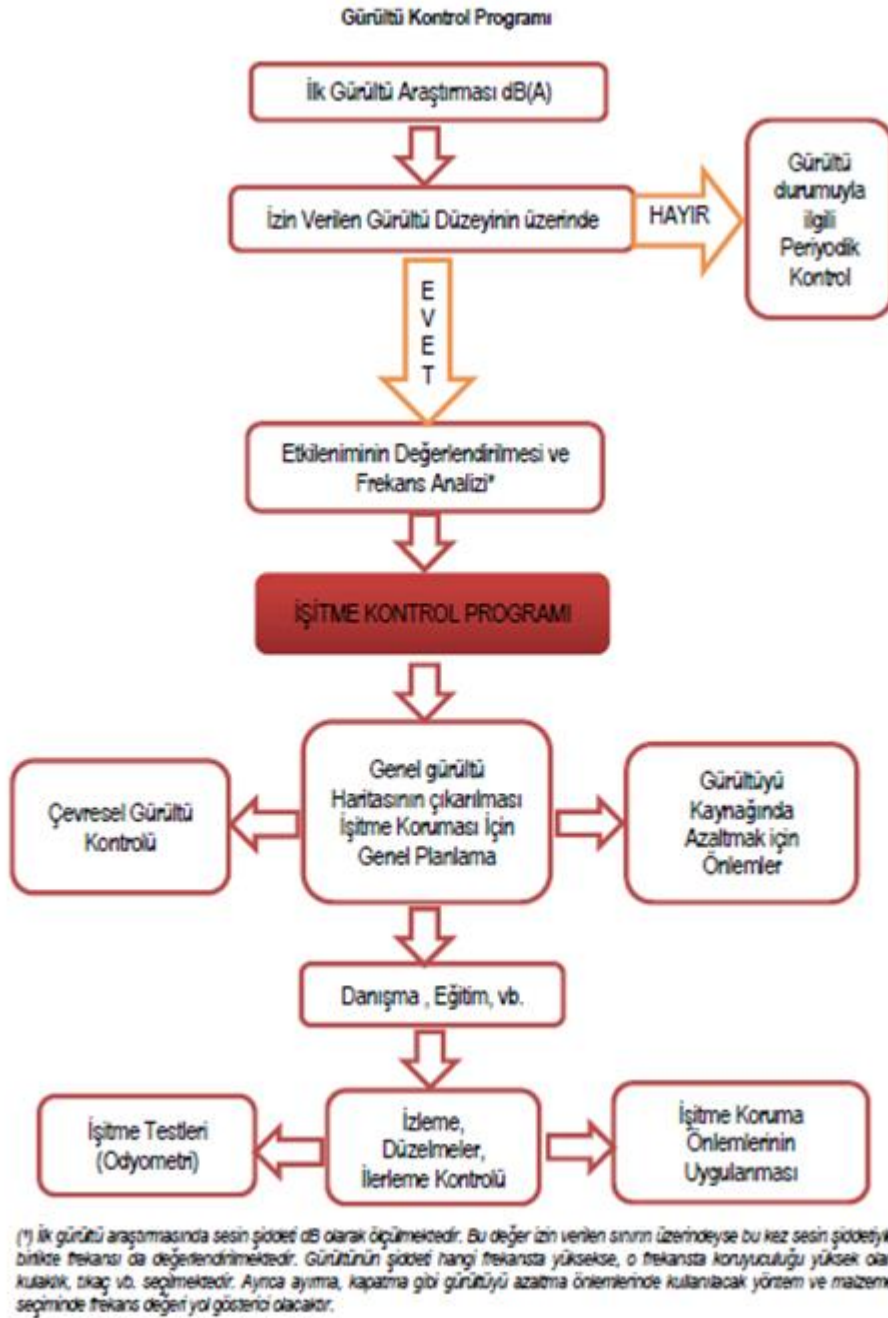 Gürültü Kontrol Programı
İlk Gürültü Araştırması dB(A)
İzin Verilen Gürültü Düzeyinin üzerinde
HAYIR
Gürültü
durumuyla
ilgili
Periyodik
Kontrol
E
V
E
T
Etkileniminin Değerlendirilmesi ve
Frekans Analizi*
İŞİTME KONTROL PROGRAMI
Genel gürültü
Haritasının çıkarılması
İşitme Koruması İçin
Genel Planlama
Çevresel Gürültü
Kontrolü
Gürültüyü
Kaynağında
Azaltmak için
Önlemler
Danışma , Eğitim, vb.
İzleme,
Düzelmeler,
İlerleme Kontrolü
İşitme Testleri
(Odyometri)
İşitme Koruma
Önlemlerinin
Uygulanması
(*) İlk gürültü araştırmasında sesin şiddeti dB olarak ölçülmektedir. Bu değer izin verilen sınırın üzerindeyse bu kez sesin şiddetiyl
birlikte frekansı da değerlendirilmektedir. Gürültünün şiddeti hangi frekansta yüksekse, o frekansta koruyuculuğu yüksek olan
kulaklık, tıkaç vb. seçilmektedir. Ayrıca ayırma, kapatma gibi gürültüyü azaltma önlemlerinde kullanılacak yöntem ve malzeme
seçiminde frekans değeri yol gösterici olacaktır.